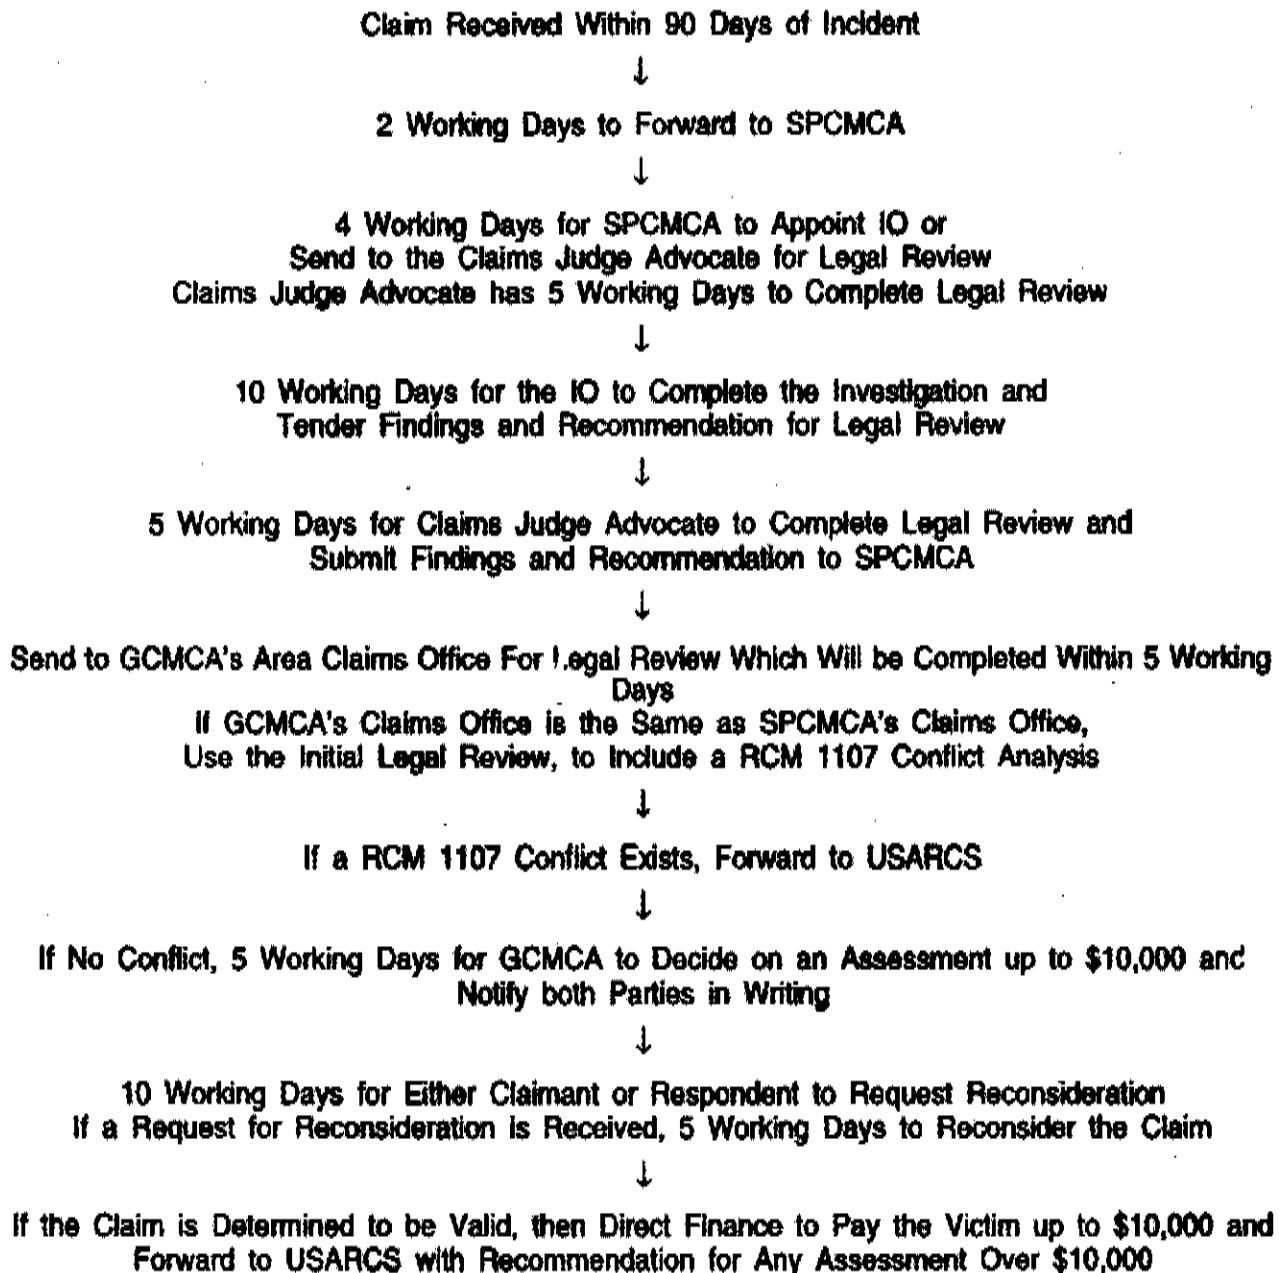 Claim Received Within 90 Days of Incident
↓
2 Working Days to Forward to SPCMCA
↓
4 Working Days for SPCMCA to Appoint IO or
Send to the Claims Judge Advocate for Legal Review
Claims Judge Advocate has 5 Working Days to Complete Legal Review
↓
10 Working Days for the IO to Complete the Investigation and
Tender Findings and Recommendation for Legal Review
↓
5 Working Days for Claims Judge Advocate to Complete Legal Review and
Submit Findings and Recommendation to SPCMCA
↓
Send to GCMCA's Area Claims Office For Legal Review Which Will be Completed Within 5 Working
Days
If GCMCA's Claims Office is the Same as SPCMCA's Claims Office,
Use the Initial Legal Review, to Include a RCM 1107 Conflict Analysis
↓
If a RCM 1107 Conflict Exists, Forward to USARCS
↓
If No Conflict, 5 Working Days for GCMCA to Decide on an Assessment up to $10,000 and
Notify both Parties in Writing
↓
10 Working Days for Either Claimant or Respondent to Request Reconsideration
If a Request for Reconsideration is Received, 5 Working Days to Reconsider the Claim
↓
If the Claim is Determined to be Valid, then Direct Finance to Pay the Victim up to $10,000 and
Forward to USARCS with Recommendation for Any Assessment Over $10,000